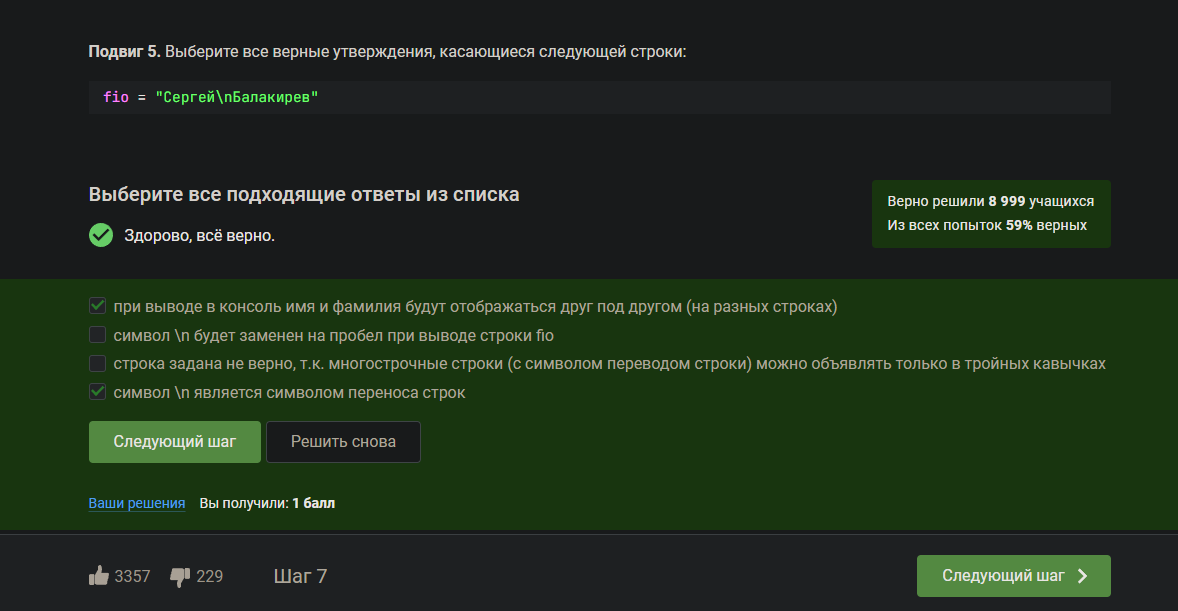 Подвиг 5. Выберите все верные утверждения, касающиеся следующей строки:
fio = "Сергей\nБалакирев"
Выберите все подходящие ответы из списка
Верно решили 8 999 учащихся
Из всех попыток 59% верных
Здорово, всё верно.
при выводе в консоль имя и фамилия будут отображаться друг под другом (на разных строках)
символ \n будет заменен на пробел при выводе строки fio
строка задана не верно, т.к. многострочные строки (с символом переводом строки) можно объявлять только в тройных кавычках
символ \n является символом переноса строк
Следующий шаг Решить снова
Ваши решения Вы получили: 1 балл
3357 229 Шаг 7 Следующий шаг